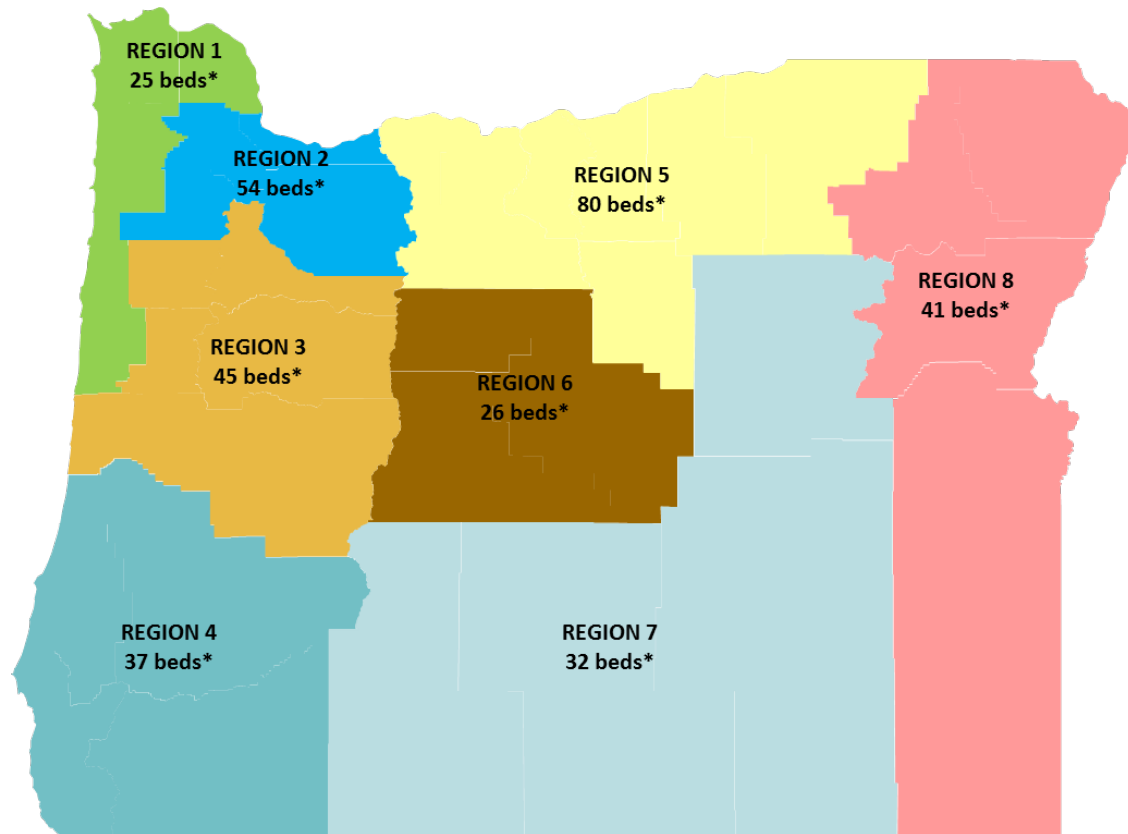 REGION 1
25 beds*
REGION 2
54 beds*
REGION 5
80 beds*
REGION 8
41 beds*
REGION 3
45 beds*
REGION 6
26 beds*
REGION 4
37 beds*
REGION 7
32 beds*